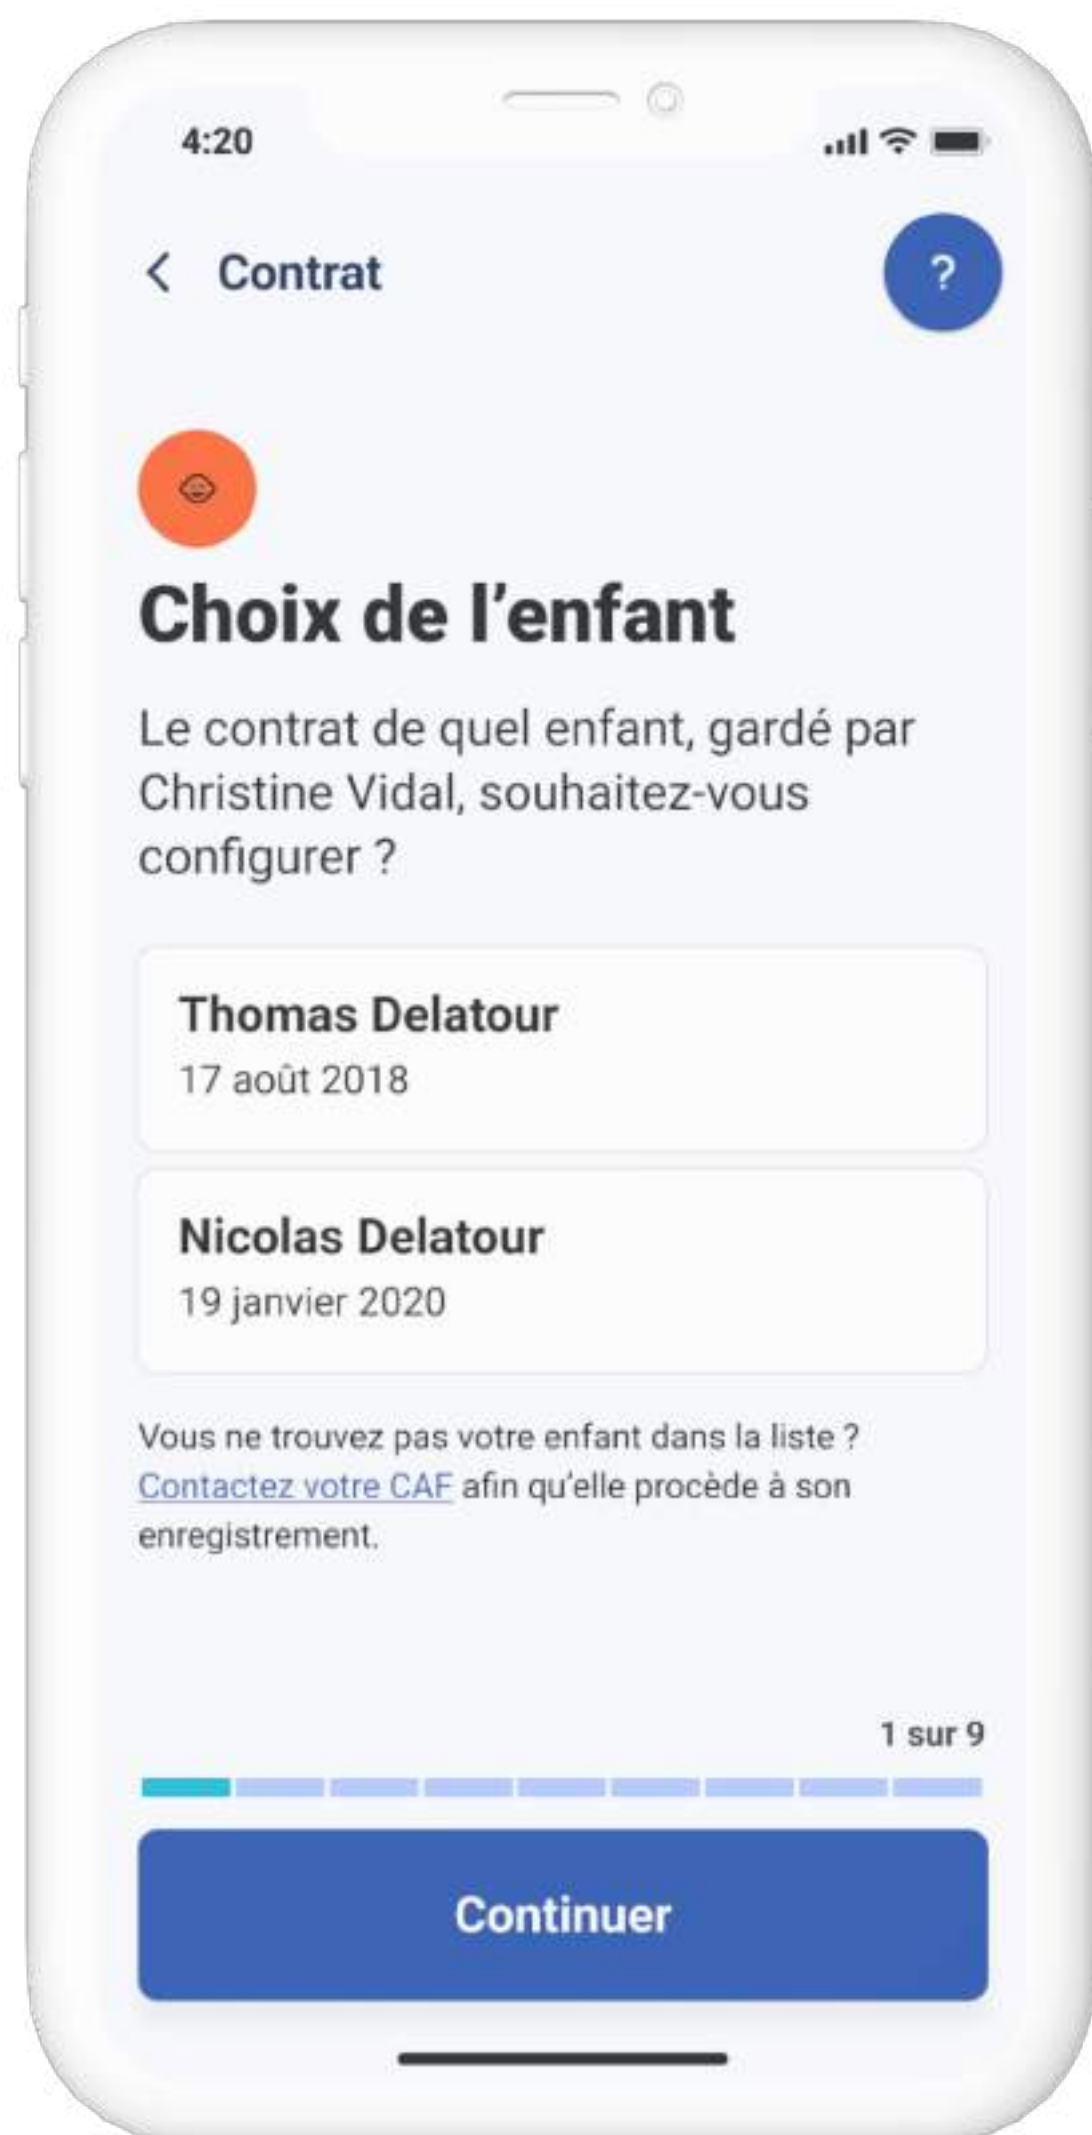 4:20
Contrat
?
Choix de l’enfant
Le contrat de quel enfant, gardé par
Christine Vidal, souhaitez-vous
configurer ?
Thomas Delatour
17 août 2018
Nicolas Delatour
19 janvier 2020
Vous ne trouvez pas votre enfant dans la liste ?
Contactez votre CAF afin qu’elle procède à son
enregistrement.
1 sur 9
Continuer